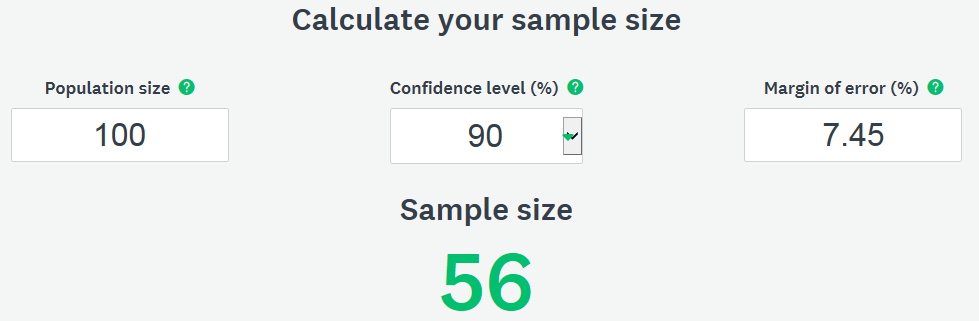 Calculate your sample size
Population size ? Confidence level (%) ? Margin of error (%) ?
100 90 7.45
Sample size
56